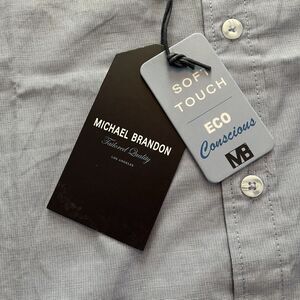 MICHAEL BRANDON
Tailored Quality
LOS ANGELES
SOFT
TOUCH
ECO
Conscious
MB